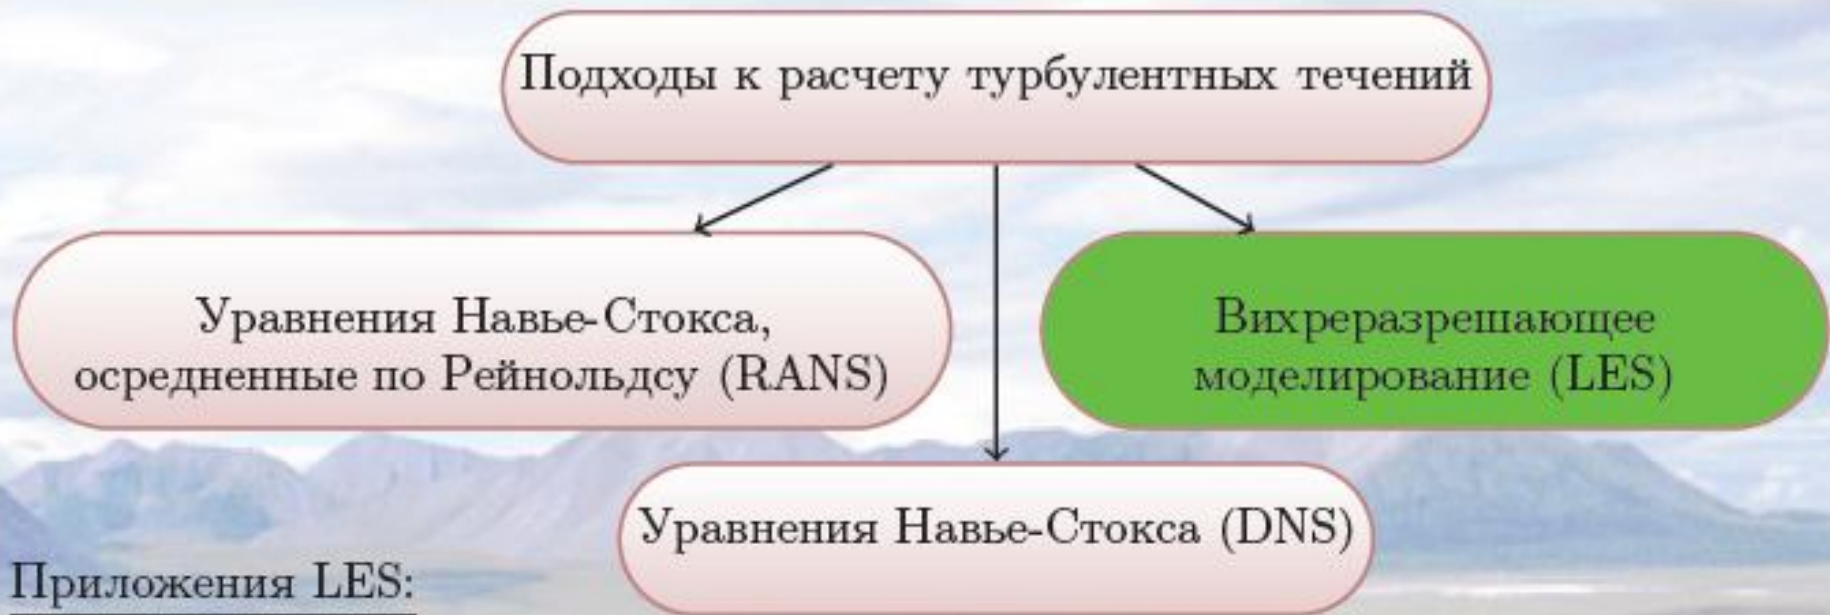 Подходы к расчету турбулентных течений
Уравнения Навье-Стокса,
осредненные по Рейнольдсу (RANS)
Вихреразрешающее
моделирование (LES)
Уравнения Навье-Стокса (DNS)
Приложения LES: